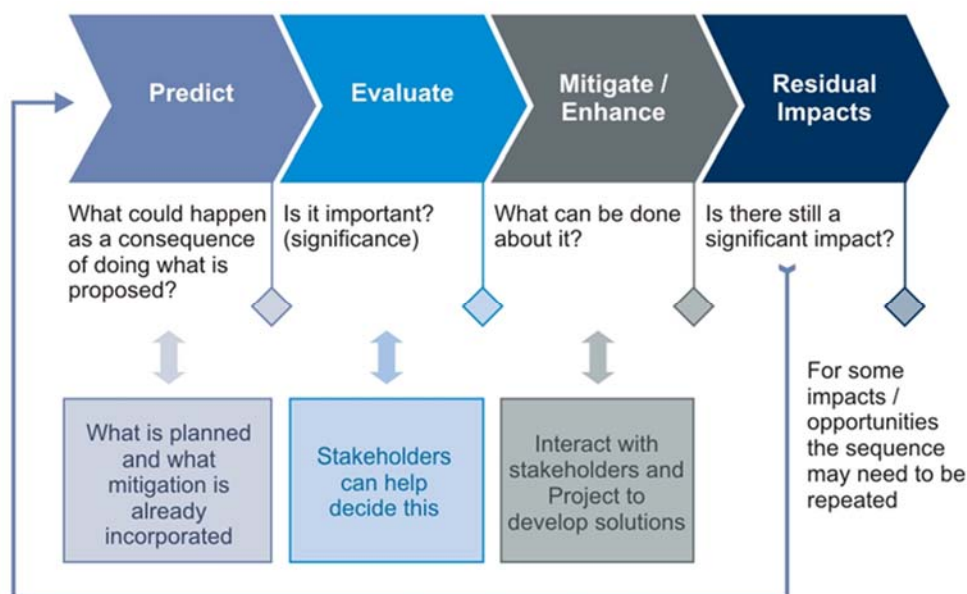 Predict
Evaluate
Mitigate /
Enhance
Residual
Impacts
What could happen
as a consequence
of doing what is
proposed?
Is it important?
(significance)
What can be done
about it?
Is there still a
significant impact?
What is planned
and what
mitigation is
already
incorporated
Stakeholders
can help
decide this
Interact with
stakeholders and
Project to
develop solutions
For some
impacts /
opportunities
the sequence
may need to be
repeated